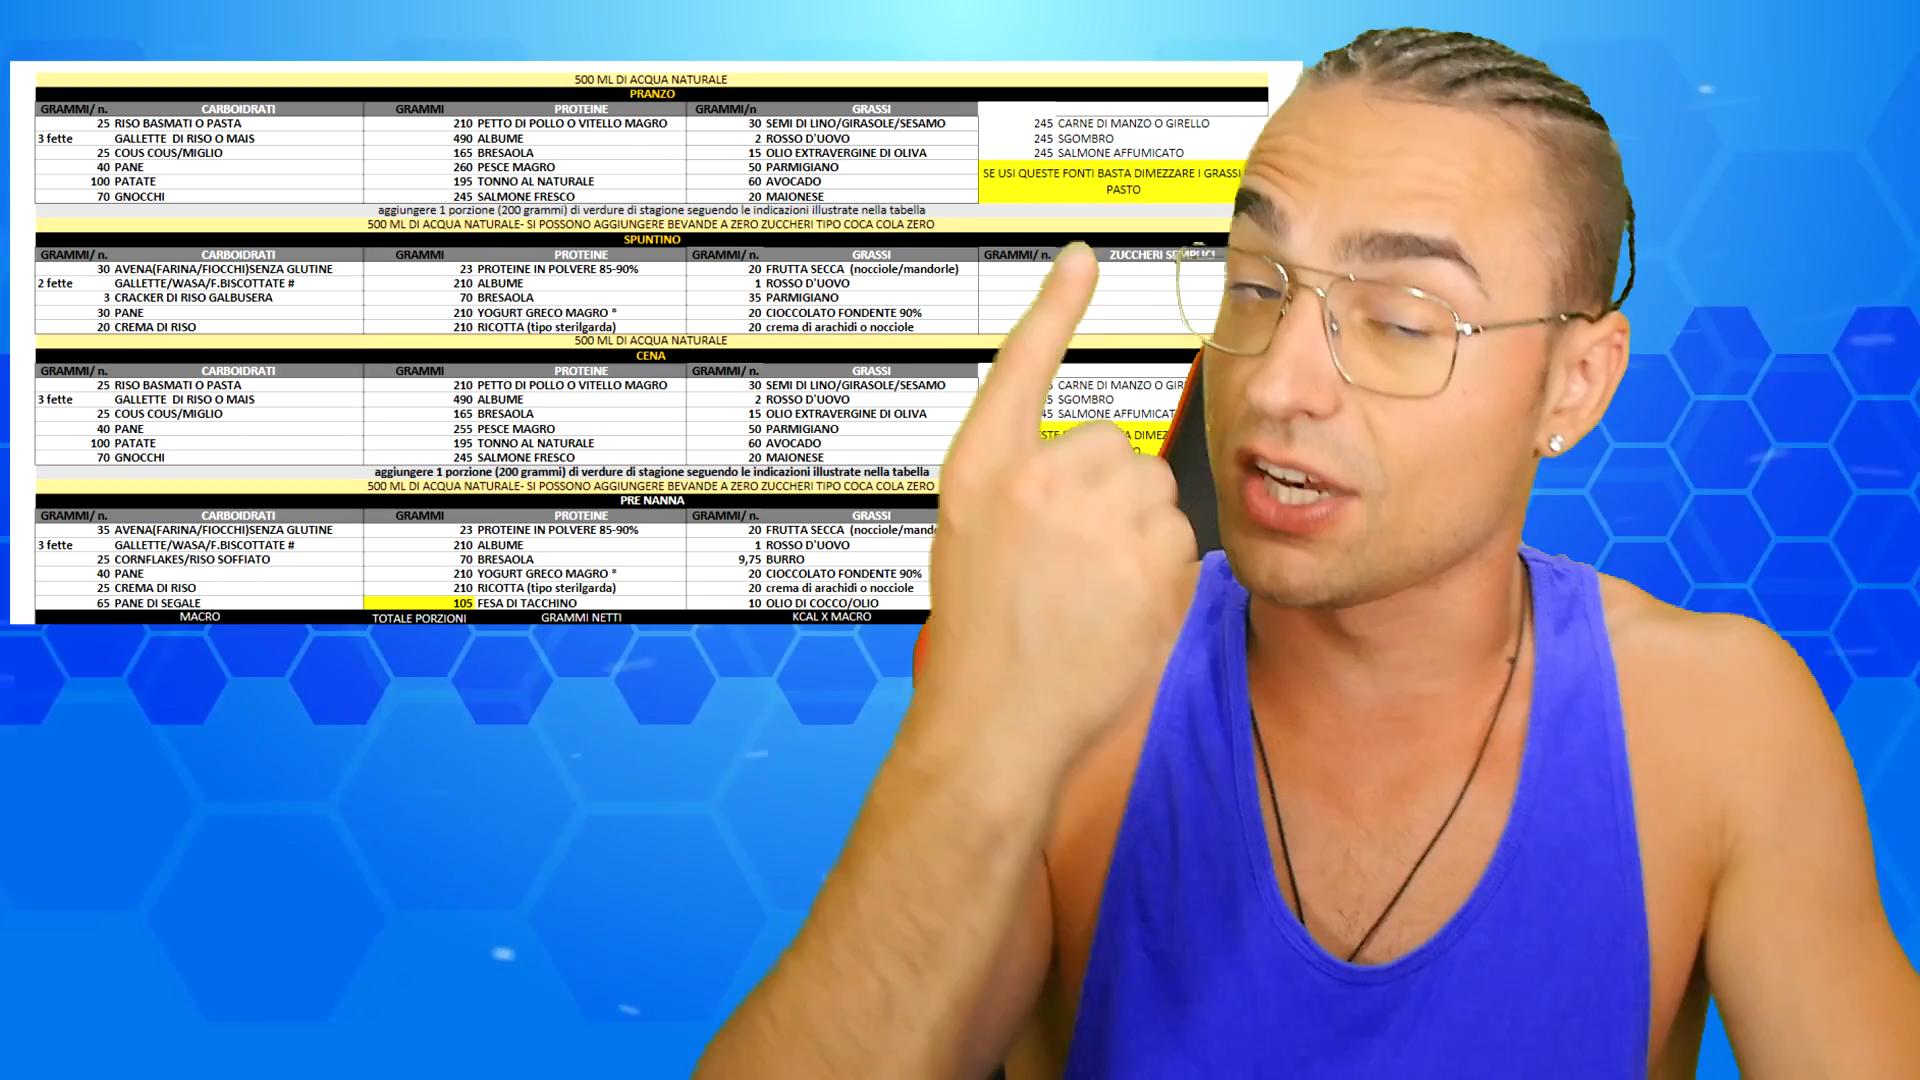 500 ML DI ACQUA NATURALE
PRANZO
GRAMMI/ n. CARBOIDRATI GRAMMI PROTEINE GRAMMI/n GRASSI
25 RISO BASMATI O PASTA 210 PETTO DI POLLO O VITELLO MAGRO 30 SEMI DI LINO/GIRASOLE/SESAMO 245 CARNE DI MANZO O GIRELLO
3 fette GALLETTE DI RISO O MAIS 490 ALBUME 2 ROSSO D'UOVO 245 SGOMBRO
25 COUS COUS/MIGLIO 165 BRESAOLA 15 OLIO EXTRAVERGINE DI OLIVA 245 SALMONE AFFUMICATO
40 PANE 260 PESCE MAGRO 50 PARMIGIANO SE USI QUESTE FONTI BASTA DIMEZZARE I GRASSI
100 PATATE 195 TONNO AL NATURALE 60 AVOCADO PASTO
70 GNOCCHI 245 SALMONE FRESCO 20 MAIONESE
aggiungere 1 porzione (200 grammi) di verdure di stagione seguendo le indicazioni illustrate nella tabella
500 ML DI ACQUA NATURALE- SI POSSONO AGGIUNGERE BEVANDE A ZERO ZUCCHERI TIPO COCA COLA ZERO
SPUNTINO
GRAMMI/ n. CARBOIDRATI GRAMMI PROTEINE GRAMMI/ n. GRASSI GRAMMI/ n. ZUCCHERI SEMPLICI
30 AVENA(FARINA/FIOCCHI)SENZA GLUTINE 23 PROTEINE IN POLVERE 85-90% 20 FRUTTA SECCA (nocciole/mandorle)
2 fette GALLETTE/WASA/F.BISCOTTATE # 210 ALBUME 1 ROSSO D'UOVO
3 CRACKER DI RISO GALBUSERA 70 BRESAOLA 35 PARMIGIANO
30 PANE 210 YOGURT GRECO MAGRO * 20 CIOCCOLATO FONDENTE 90%
20 CREMA DI RISO 210 RICOTTA (tipo sterilgarda) 20 crema di arachidi o nocciole
500 ML DI ACQUA NATURALE
CENA
GRAMMI/ n. CARBOIDRATI GRAMMI PROTEINE GRAMMI/ n. GRASSI
25 RISO BASMATI O PASTA 210 PETTO DI POLLO O VITELLO MAGRO 30 SEMI DI LINO/GIRASOLE/SESAMO 5 CARNE DI MANZO O GIR
3 fette GALLETTE DI RISO O MAIS 490 ALBUME 2 ROSSO D'UOVO 5 SGOMBRO
25 COUS COUS/MIGLIO 165 BRESAOLA 15 OLIO EXTRAVERGINE DI OLIVA 45 SALMONE AFFUMICAT
40 PANE 255 PESCE MAGRO 50 PARMIGIANO
100 PATATE 195 TONNO AL NATURALE 60 AVOCADO
70 GNOCCHI 245 SALMONE FRESCO 20 MAIONESE
aggiungere 1 porzione (200 grammi) di verdure di stagione seguendo le indicazioni illustrate nella tabella
500 ML DI ACQUA NATURALE- SI POSSONO AGGIUNGERE BEVANDE A ZERO ZUCCHERI TIPO COCA COLA ZERO
PRE NANNA
GRAMMI/ n. CARBOIDRATI GRAMMI PROTEINE GRAMMI/ n. GRASSI
35 AVENA(FARINA/FIOCCHI)SENZA GLUTINE 23 PROTEINE IN POLVERE 85-90% 20 FRUTTA SECCA (nocciole/mando
3 fette GALLETTE/WASA/F.BISCOTTATE # 210 ALBUME 1 ROSSO D'UOVO
25 CORNFLAKES/RISO SOFFIATO 70 BRESAOLA 9,75 BURRO
40 PANE 210 YOGURT GRECO MAGRO * 20 CIOCCOLATO FONDENTE 90%
25 CREMA DI RISO 210 RICOTTA (tipo sterilgarda) 20 crema di arachidi o nocciole
65 PANE DI SEGALE 105 FESA DI TACCHINO 10 OLIO DI COCCO/OLIO
MACRO TOTALE PORZIONI GRAMMI NETTI KCAL X MACRO